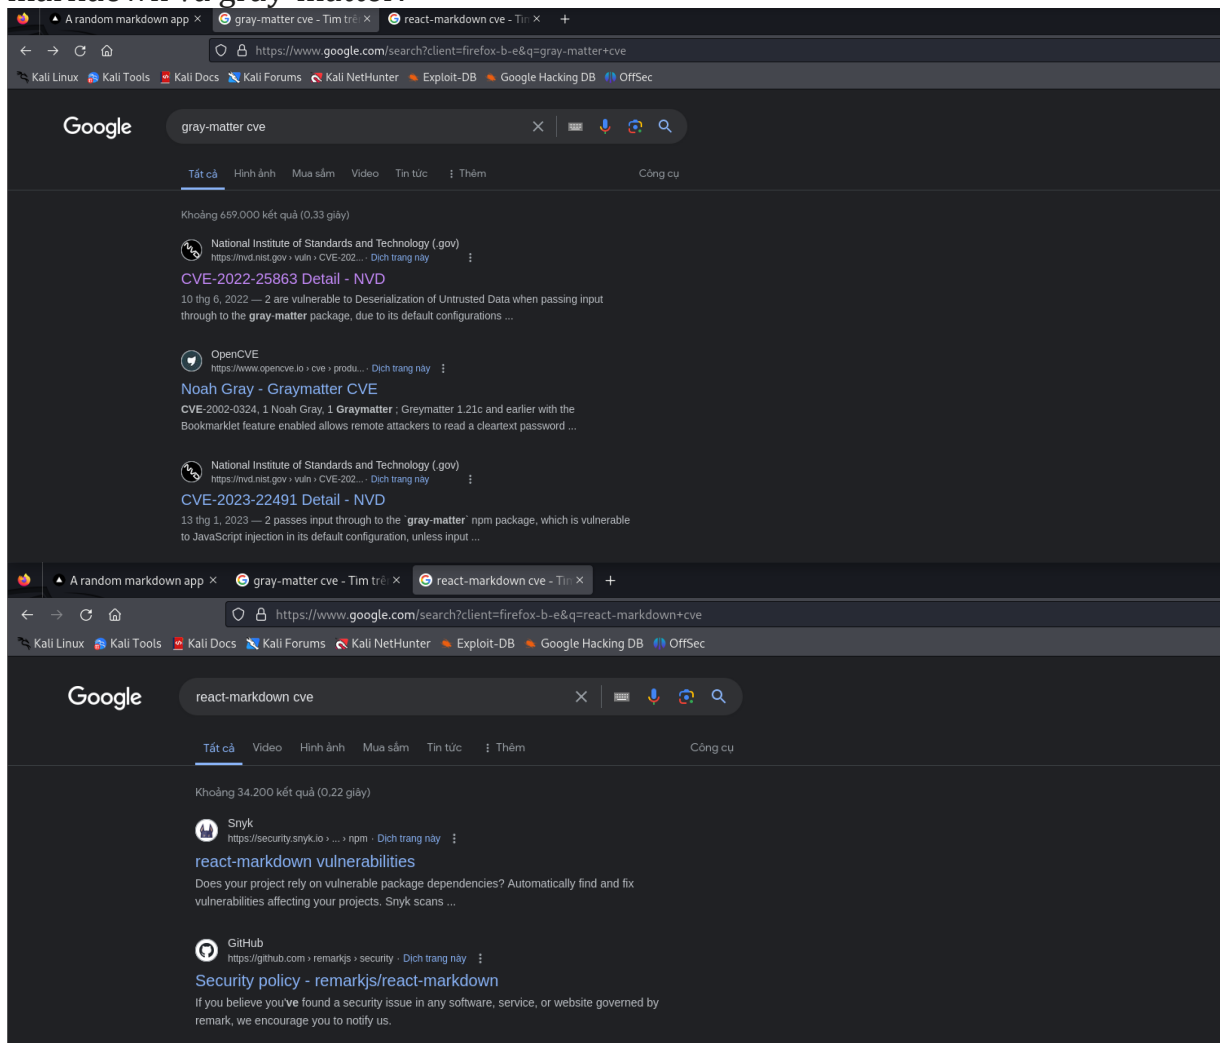 markdown và gray-matter.
A random markdown app ×
gray-matter cve - Tìm trê ×
react-markdown cve - Tìn ×
+
https://www.google.com/search?client=firefox-b-e&q=gray-matter+cve
Kali Linux Kali Tools Kali Docs Kali Forums Kali NetHunter Exploit-DB Google Hacking DB OffSec
Google
gray-matter cve
Tất cả Hình ảnh Mua sắm Video Tin tức Thêm Công cụ
Khoảng 659.000 kết quả (0,33 giây)
National Institute of Standards and Technology (.gov)
https://nvd.nist.gov › vuln › CVE-202... · Dịch trang này
CVE-2022-25863 Detail - NVD
10 thg 6, 2022 — 2 are vulnerable to Deserialization of Untrusted Data when passing input
through to the gray-matter package, due to its default configurations ...
OpenCVE
https://www.opencve.io › cve › produ... · Dịch trang này
Noah Gray - Graymatter CVE
CVE-2002-0324, 1 Noah Gray, 1 Graymatter ; Greymatter 1.21c and earlier with the
Bookmarklet feature enabled allows remote attackers to read a cleartext password ...
National Institute of Standards and Technology (.gov)
https://nvd.nist.gov › vuln › CVE-202... · Dịch trang này
CVE-2023-22491 Detail - NVD
13 thg 1, 2023 — 2 passes input through to the `gray-matter` npm package, which is vulnerable
to JavaScript injection in its default configuration, unless input ...
A random markdown app ×
gray-matter cve - Tìm trê ×
react-markdown cve - Tìn ×
+
https://www.google.com/search?client=firefox-b-e&q=react-markdown+cve
Kali Linux Kali Tools Kali Docs Kali Forums Kali NetHunter Exploit-DB Google Hacking DB OffSec
Google
react-markdown cve
Tất cả Video Hình ảnh Mua sắm Tin tức Thêm Công cụ
Khoảng 34.200 kết quả (0,22 giây)
Snyk
https://security.snyk.io › ... › npm · Dịch trang này
react-markdown vulnerabilities
Does your project rely on vulnerable package dependencies? Automatically find and fix
vulnerabilities affecting your projects. Snyk scans ...
GitHub
https://github.com › remarkjs › security · Dịch trang này
Security policy - remarkjs/react-markdown
If you believe you've found a security issue in any software, service, or website governed by
remark, we encourage you to notify us.